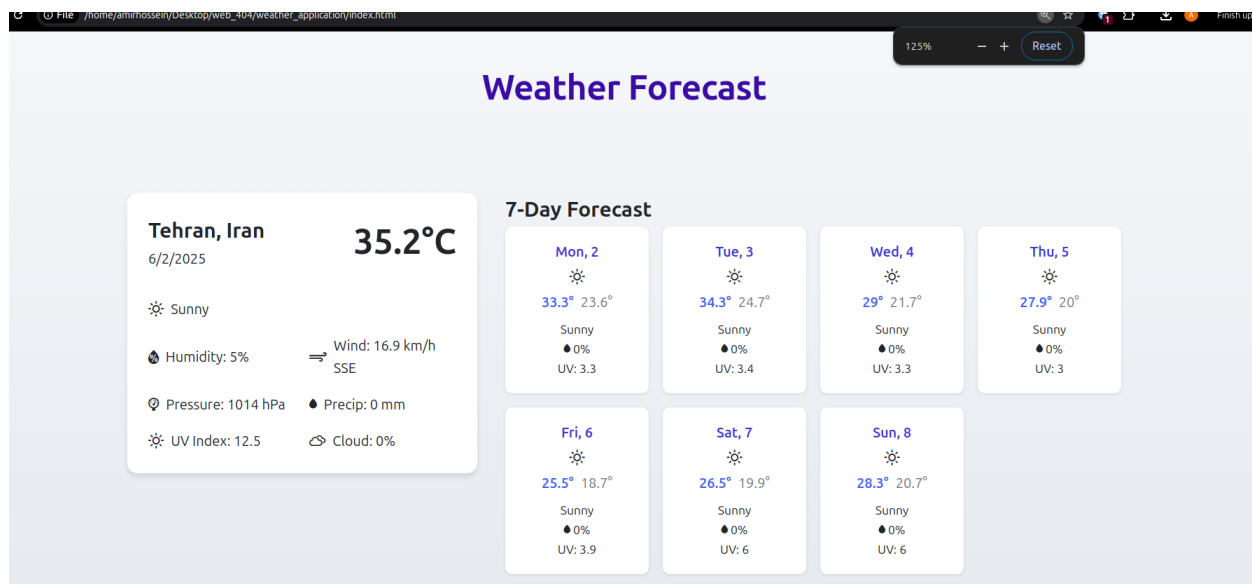 File /home/amirhossein/Desktop/web_404/weather_application/index.html
1
A
Finish up
125%
Reset
Weather Forecast
Tehran, Iran
6/2/2025
35.2°C
Sunny
Humidity: 5%
Wind: 16.9 km/h
SSE
Pressure: 1014 hPa
Precip: 0 mm
UV Index: 12.5
Cloud: 0%
7-Day Forecast
Mon, 2
33.3° 23.6°
Sunny
0%
UV: 3.3
Tue, 3
34.3° 24.7°
Sunny
0%
UV: 3.4
Wed, 4
29° 21.7°
Sunny
0%
UV: 3.3
Thu, 5
27.9° 20°
Sunny
0%
UV: 3
Fri, 6
25.5° 18.7°
Sunny
0%
UV: 3.9
Sat, 7
26.5° 19.9°
Sunny
0%
UV: 6
Sun, 8
28.3° 20.7°
Sunny
0%
UV: 6